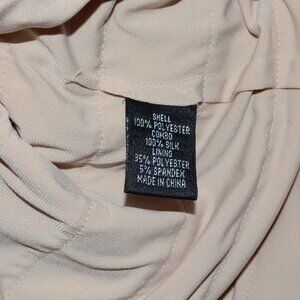 SHELL
100% POLYESTER
COMBO
100% SILK
LINING
95% POLYESTER
5% SPANDEX
MADE IN CHINA